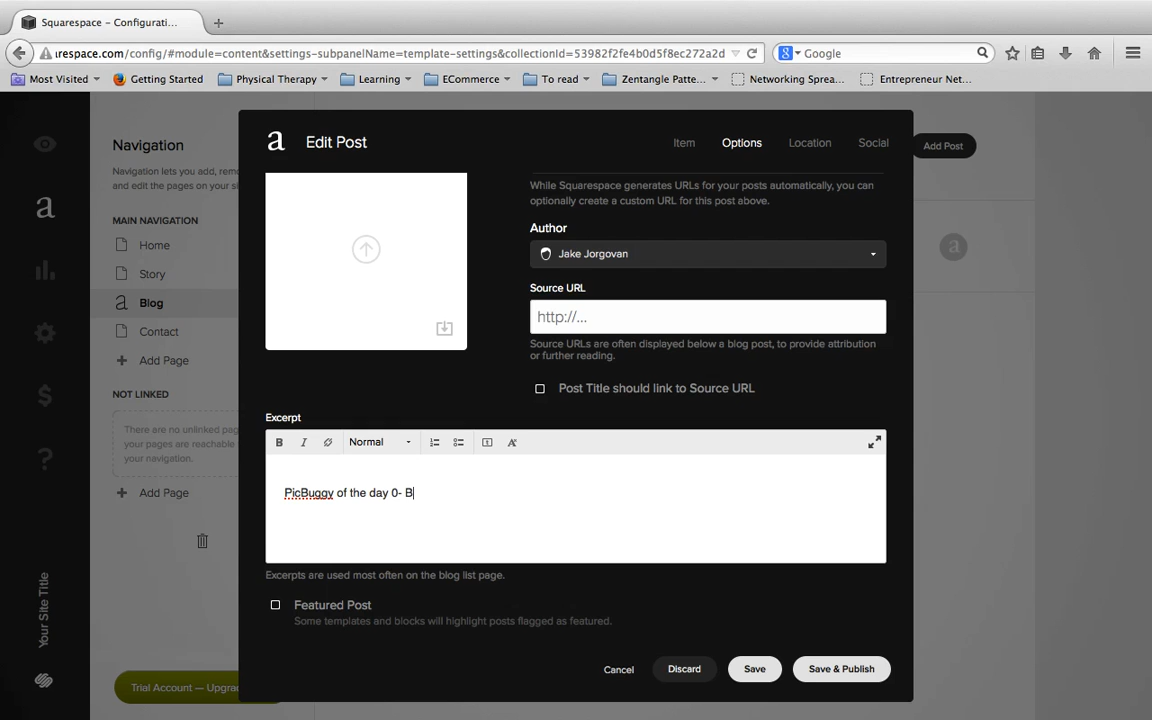 Squarespace - Configurati...
urespace.com/config/#module=content&settings-subpanelName=template-settings&collectionId=53982f2fe4b0d5f8ec272a2d
Google
Most Visited
Getting Started
Physical Therapy
Learning
ECommerce
To read
Zentangle Patte...
Networking Sprea...
Entrepreneur Net...
Navigation
Navigation lets you add, remo
and edit the pages on your si
MAIN NAVIGATION
Home
Story
Blog
Contact
Add Page
NOT LINKED
There are no unlinked pag
your pages are reachable
your navigation.
Add Page
Your Site Title
Trial Account — Upgra
a Edit Post
Item
Options
Location
Social
Add Post
While Squarespace generates URLs for your posts automatically, you can
optionally create a custom URL for this post above.
Author
Jake Jorgovan
Source URL
http://...
Source URLs are often displayed below a blog post, to provide attribution
or further reading.
Post Title should link to Source URL
Excerpt
B I Normal
PicBuggy of the day 0- B
Excerpts are used most often on the blog list page.
Featured Post
Some templates and blocks will highlight posts flagged as featured.
Cancel
Discard
Save
Save & Publish